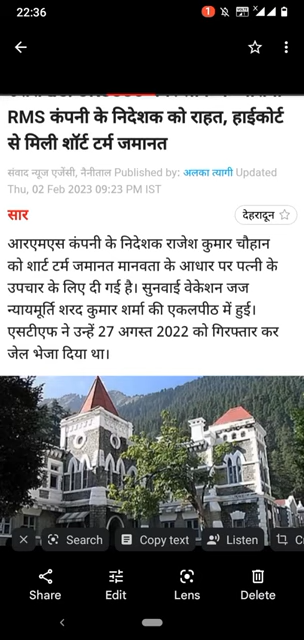 22:36
RMS कंपनी के निदेशक को राहत, हाईकोर्ट
से मिली शॉर्ट टर्म जमानत
संवाद न्यूज एजेंसी, नैनीताल Published by: अलका त्यागी Updated
Thu, 02 Feb 2023 09:23 PM IST
सार
देहरादून
आरएमएस कंपनी के निदेशक राजेश कुमार चौहान
को शार्ट टर्म जमानत मानवता के आधार पर पत्नी के
उपचार के लिए दी गई है। सुनवाई वेकेशन जज
न्यायमूर्ति शरद कुमार शर्मा की एकलपीठ में हुई।
एसटीएफ ने उन्हें 27 अगस्त 2022 को गिरफ्तार कर
जेल भेजा दिया था।
Search Copy text Listen
Share Edit Lens Delete